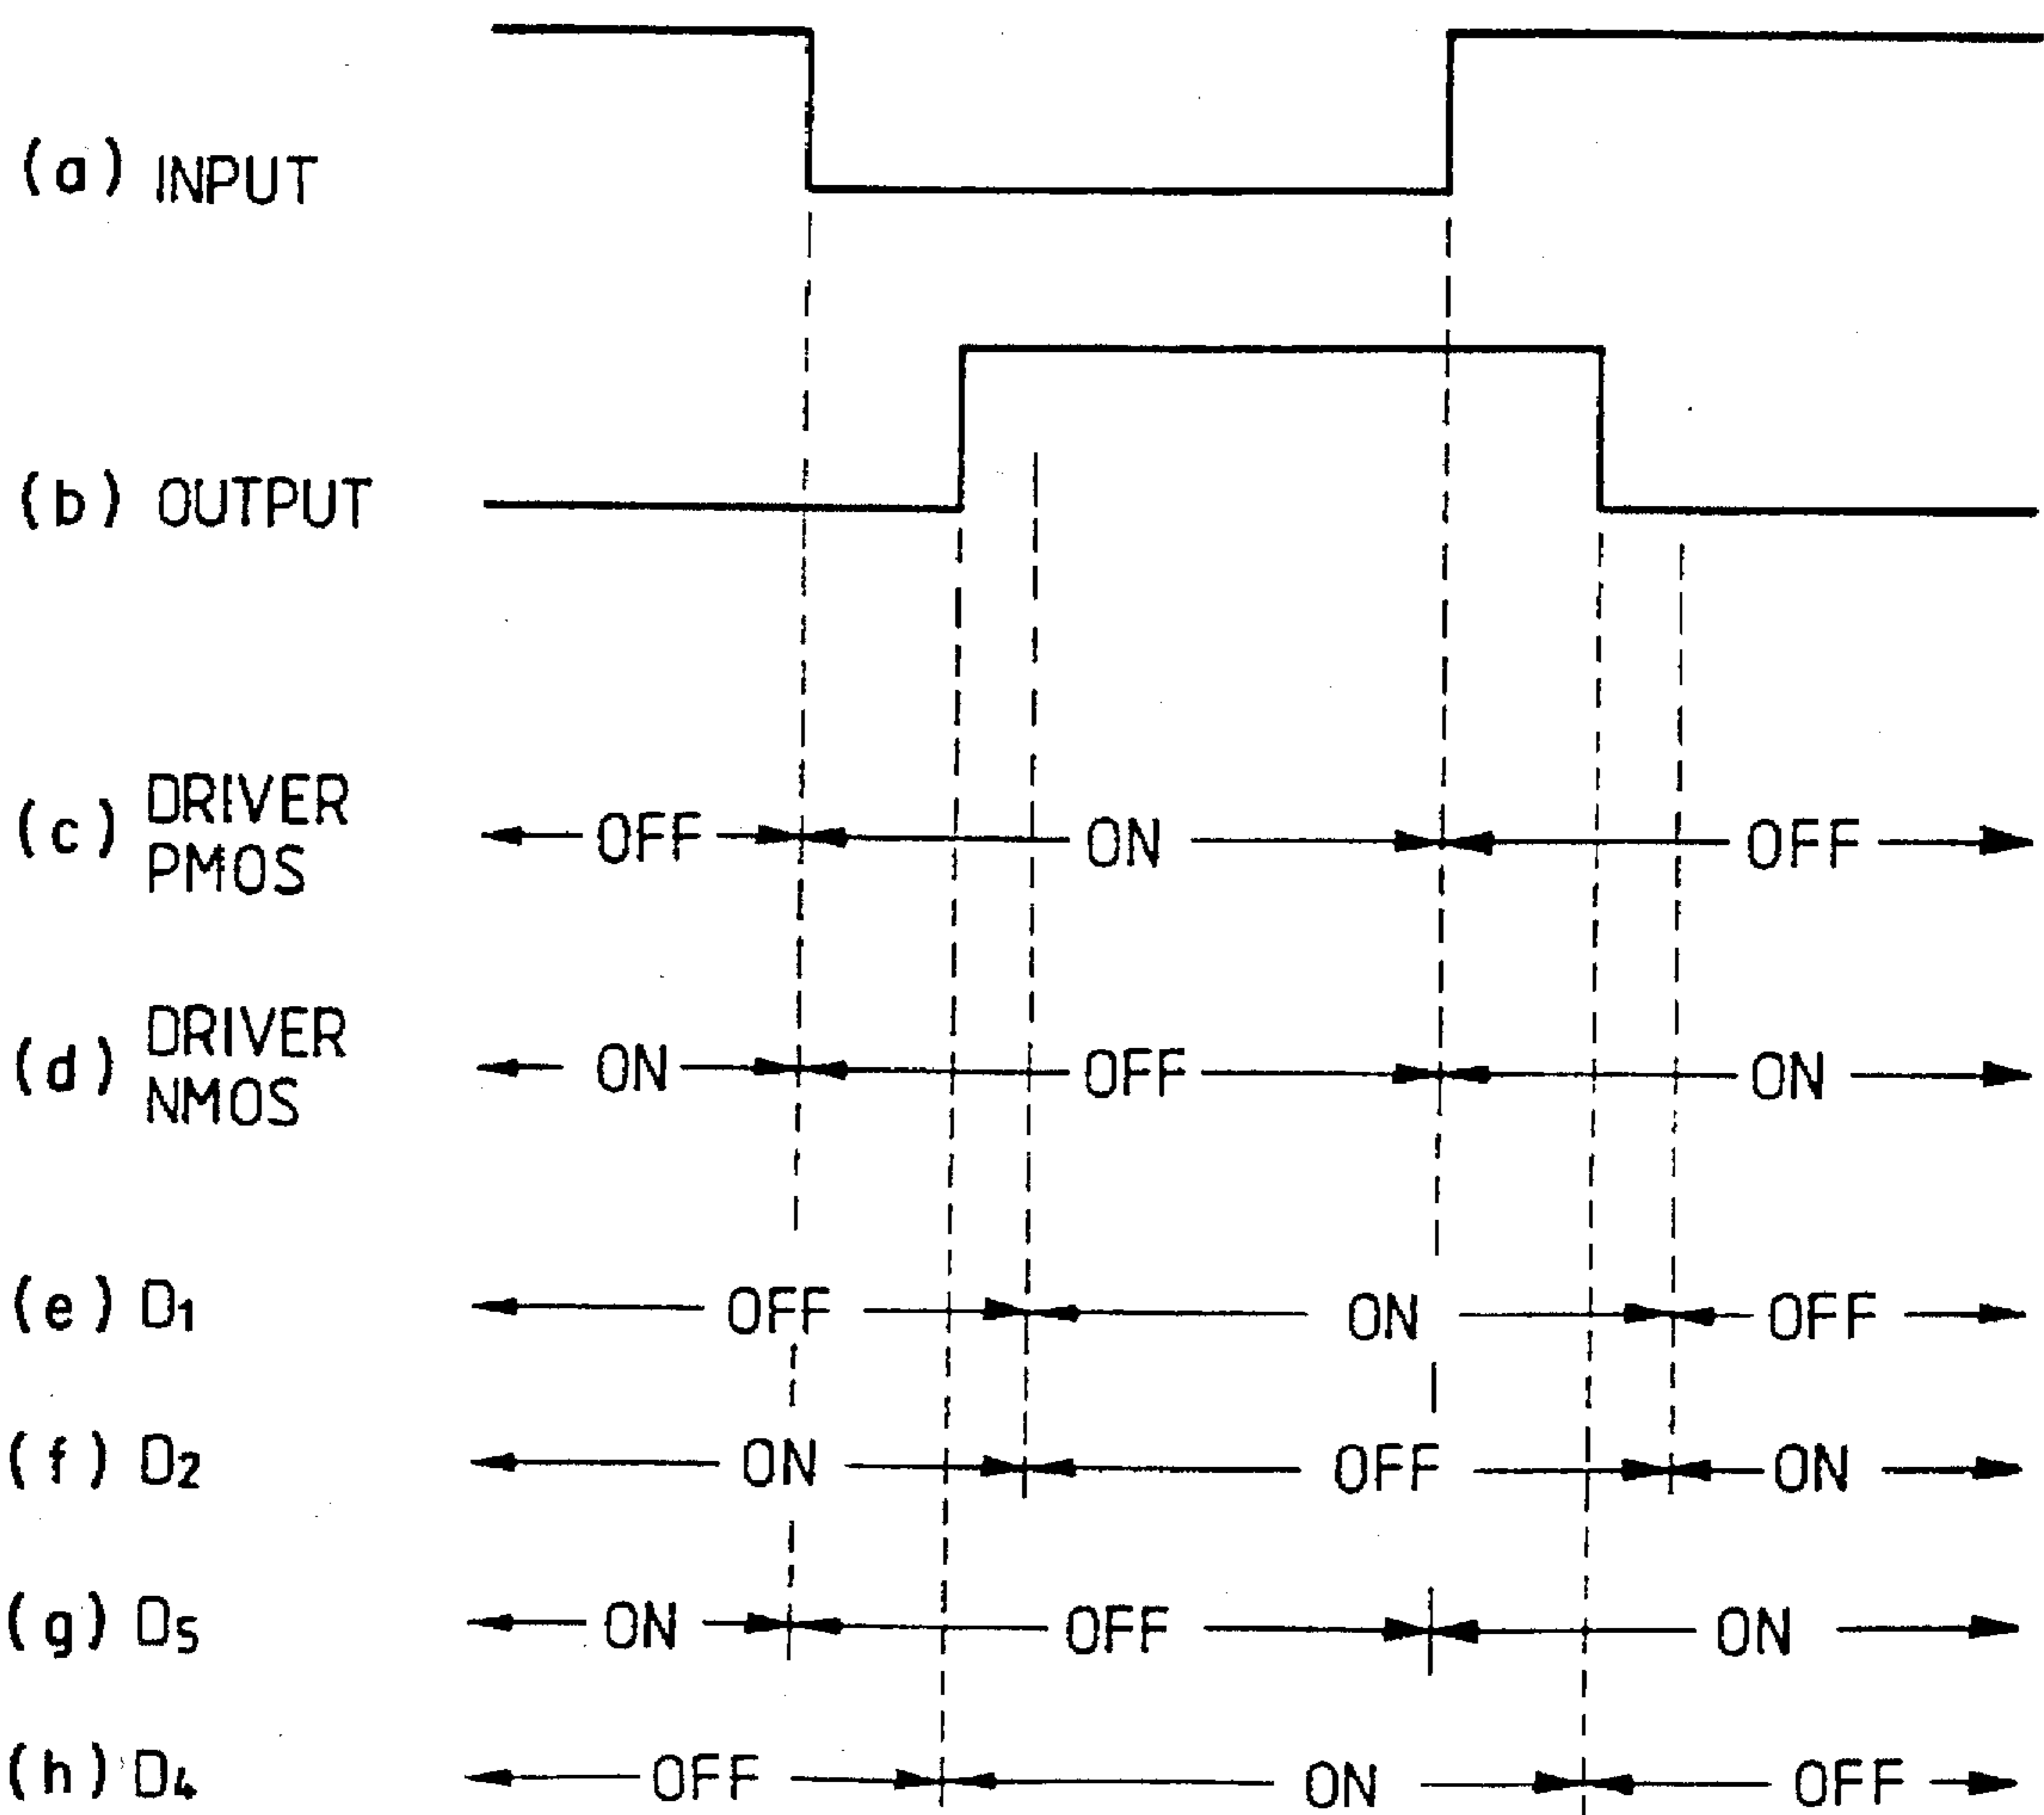 (a) INPUT
(b) OUTPUT
(c) DRIVER PMOS OFF ON OFF
(d) DRIVER NMOS ON OFF ON
(e) D1 OFF ON OFF
(f) D2 ON OFF ON
(g) D5 ON OFF ON
(h) D4 OFF ON OFF